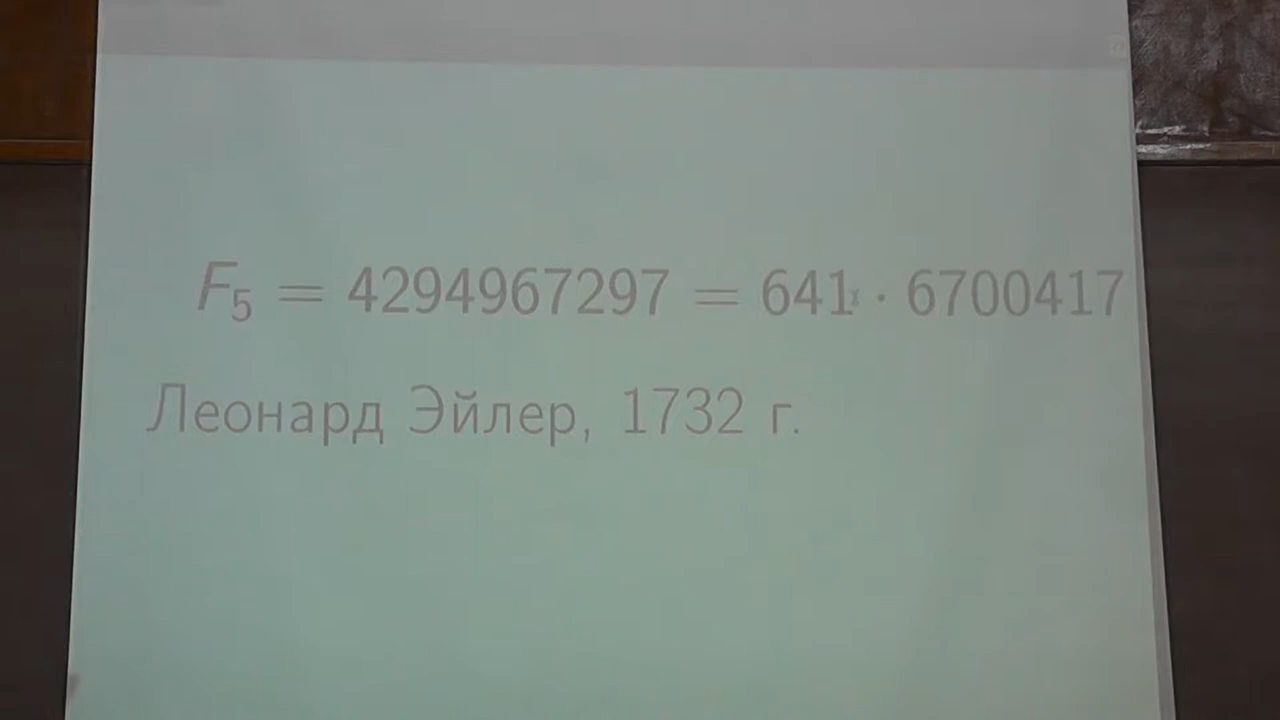 F₅ = 4294967297 = 641 · 6700417
Леонард Эйлер, 1732 г.